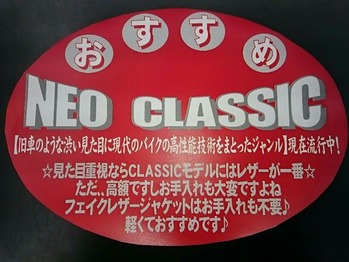 おすすめ
NEO CLASSIC
【旧車のような渋い見た目に現代のバイクの高性能技術をまとったジャンル】現在流行中!
☆見た目重視ならCLASSICモデルにはレザーが一番☆
ただ、、高額ですしお手入れも大変ですよね
フェイクレザージャケットはお手入れも不要♪
軽くておすすめです♪